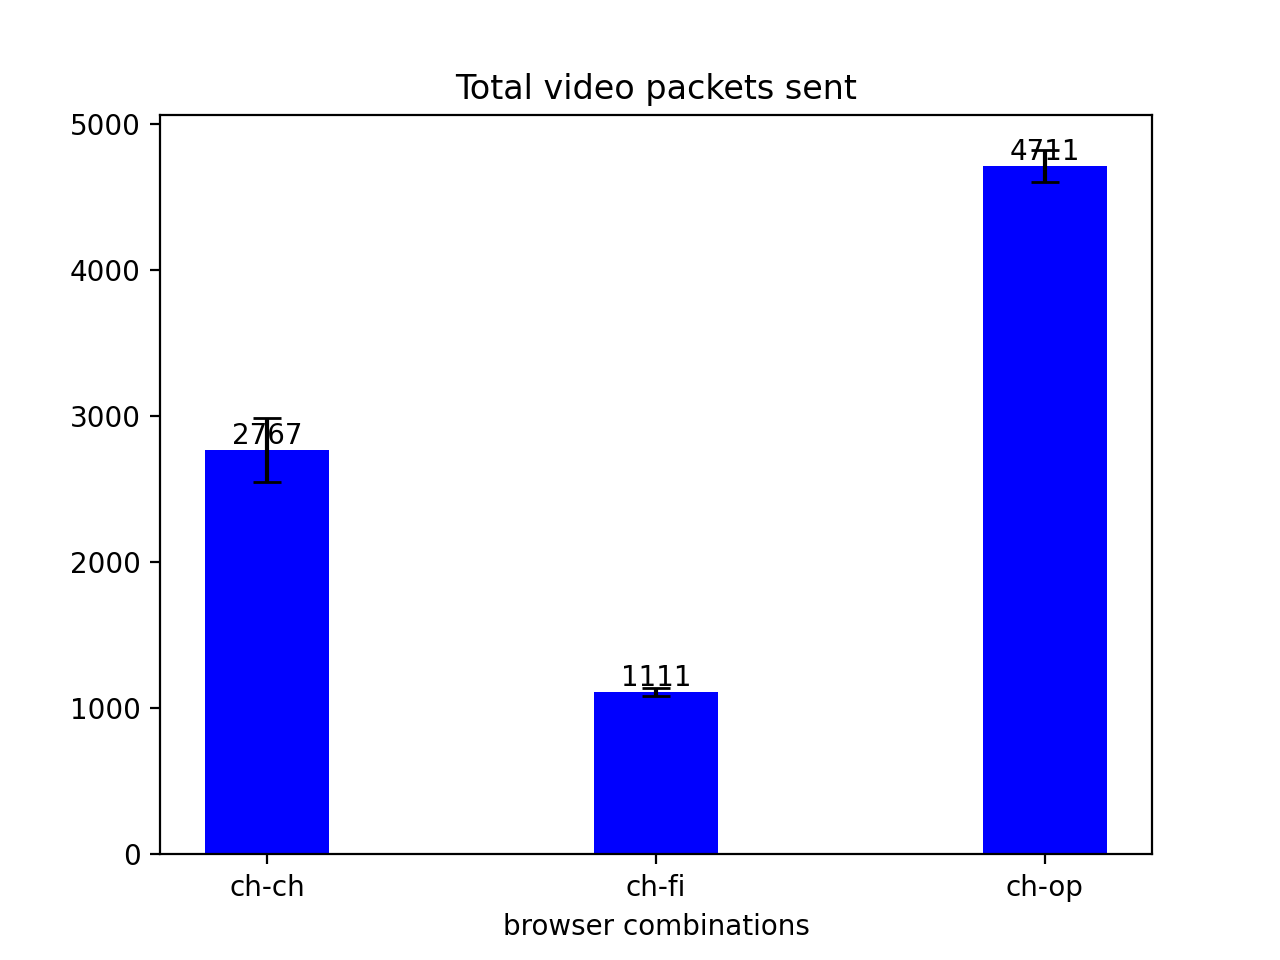 Total video packets sent
5000
4000
3000
2000
1000
0
2767
1111
4711
ch-ch
ch-fi
ch-op
browser combinations